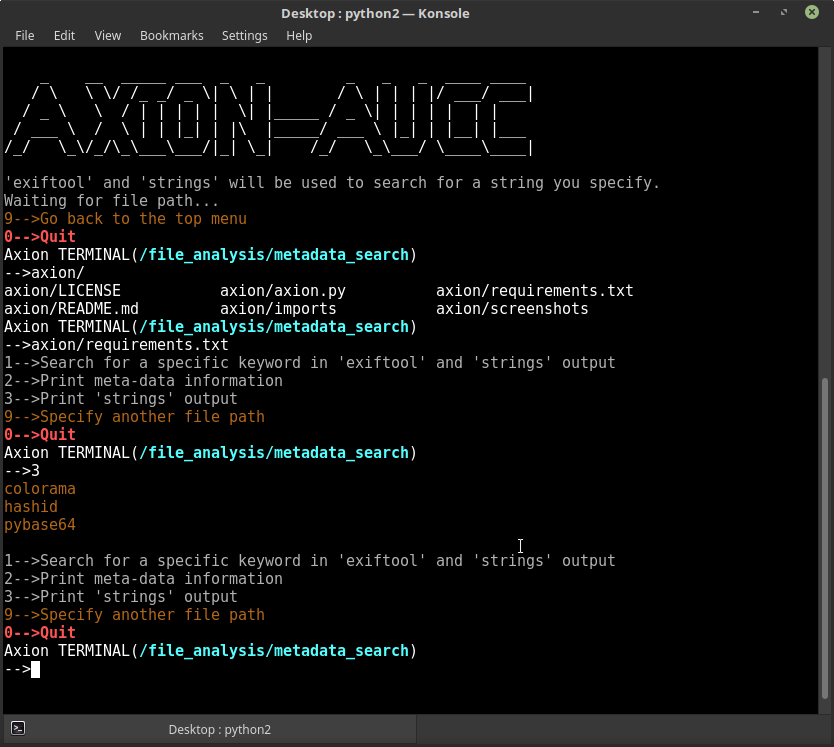 Desktop : python2 — Konsole
File Edit View Bookmarks Settings Help
AXION-AUCC
'exiftool' and 'strings' will be used to search for a string you specify.
Waiting for file path...
9-->Go back to the top menu
0-->Quit
Axion TERMINAL(/file_analysis/metadata_search)
-->axion/
axion/LICENSE axion/axion.py axion/requirements.txt
axion/README.md axion/imports axion/screenshots
Axion TERMINAL(/file_analysis/metadata_search)
-->axion/requirements.txt
1-->Search for a specific keyword in 'exiftool' and 'strings' output
2-->Print meta-data information
3-->Print 'strings' output
9-->Specify another file path
0-->Quit
Axion TERMINAL(/file_analysis/metadata_search)
-->3
colorama
hashid
pybase64
1-->Search for a specific keyword in 'exiftool' and 'strings' output
2-->Print meta-data information
3-->Print 'strings' output
9-->Specify another file path
0-->Quit
Axion TERMINAL(/file_analysis/metadata_search)
-->
Desktop : python2